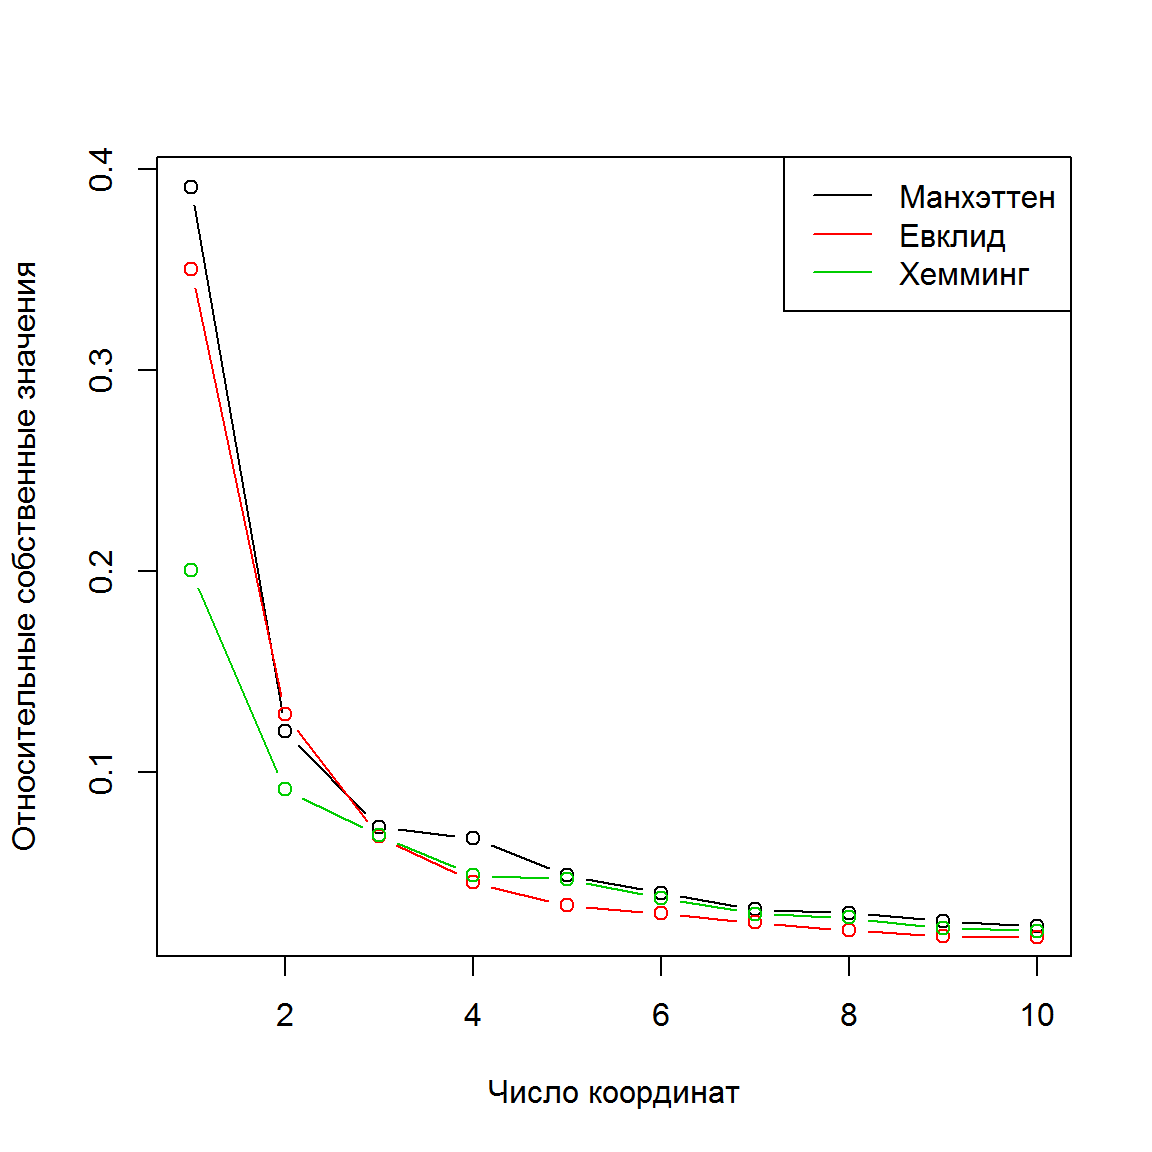 Относительные собственные значения
0.4
0.3
0.2
0.1
Манхэттен
Евклид
Хемминг
2 4 6 8 10
Число координат